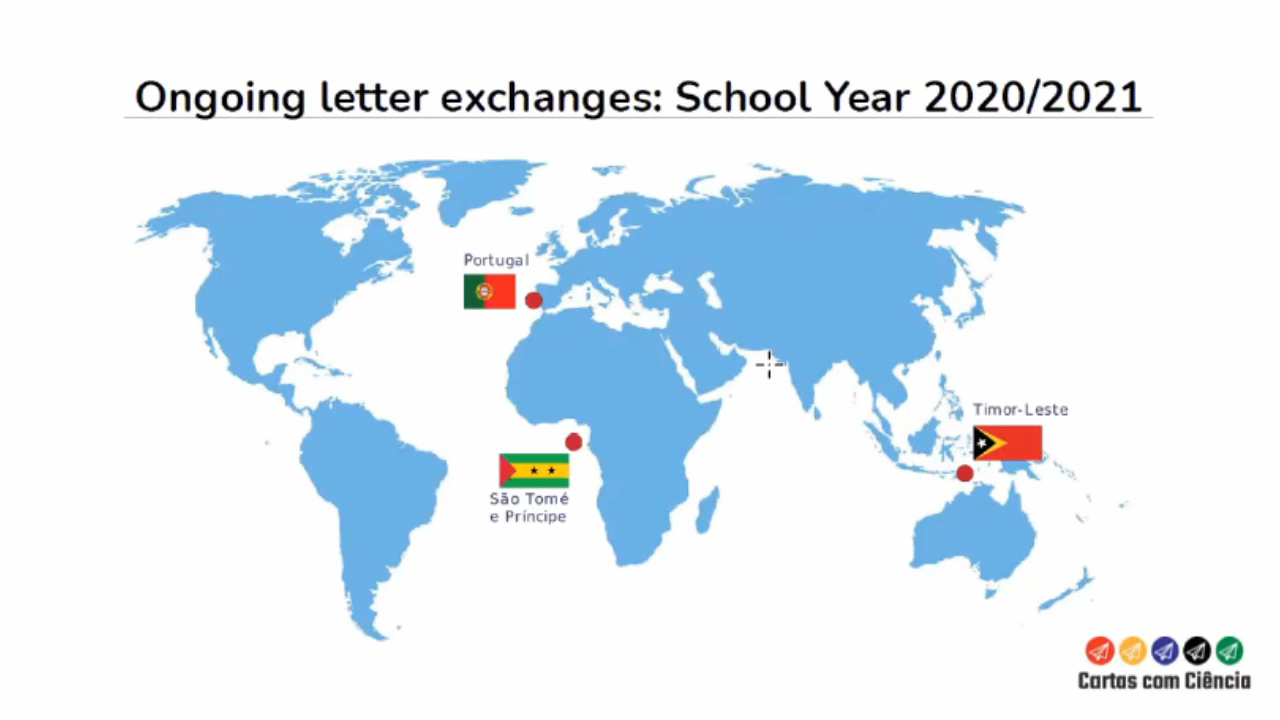 Ongoing letter exchanges: School Year 2020/2021
Portugal
Timor-Leste
São Tomé
e Príncipe
Cartas com Ciência